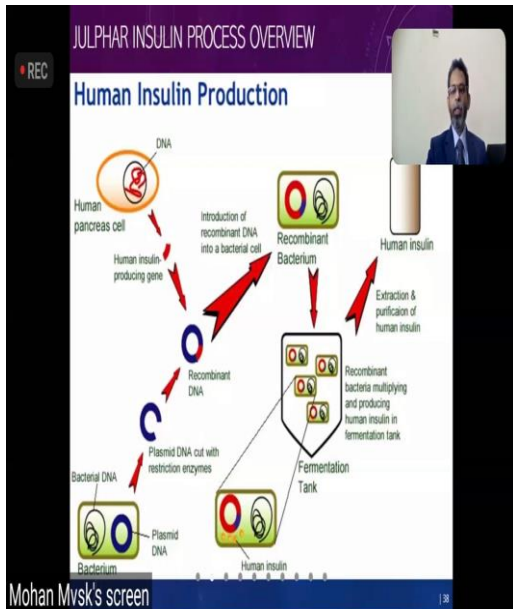 JULPHAR INSULIN PROCESS OVERVIEW
REC
Human Insulin Production
DNA
Human
pancreas cell
Human insulin-
producing gene
Introduction of
recombinant DNA
into a bacterial cell
Recombinant
Bacterium
Human insulin
Extraction &
purificaion of
human insulin
Recombinant
DNA
Recombinant
bacteria multiplying
and producing
human insulin in
fermentation tank
Plasmid DNA cut with
restriction enzymes
Fermentation
Tank
Bacterial DNA
Plasmid
DNA
Bacterium
Human insulin
Mohan Mvsk's screen
| 38